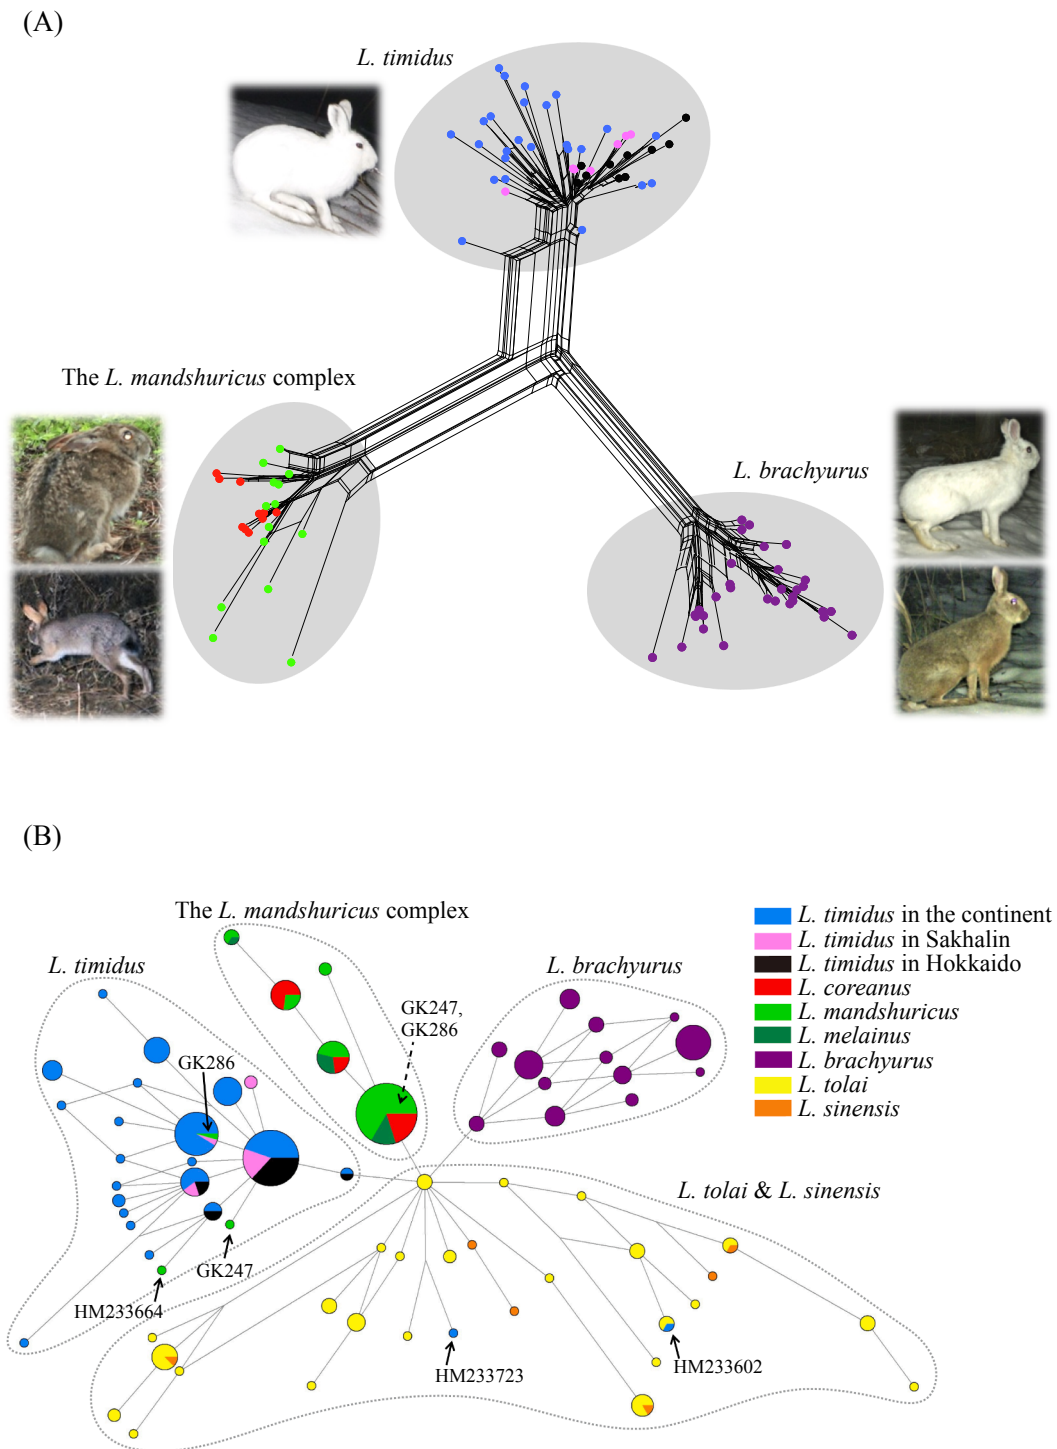 (A)
L. timidus
The L. mandshuricus complex
L. brachyurus
(B)
The L. mandshuricus complex
L. timidus
L. brachyurus
GK247,
GK286
GK286
L. timidus in the continent
L. timidus in Sakhalin
L. timidus in Hokkaido
L. coreanus
L. mandshuricus
L. melainus
L. brachyurus
L. tolai
L. sinensis
L. tolai & L. sinensis
GK247
HM233664
HM233723
HM233602